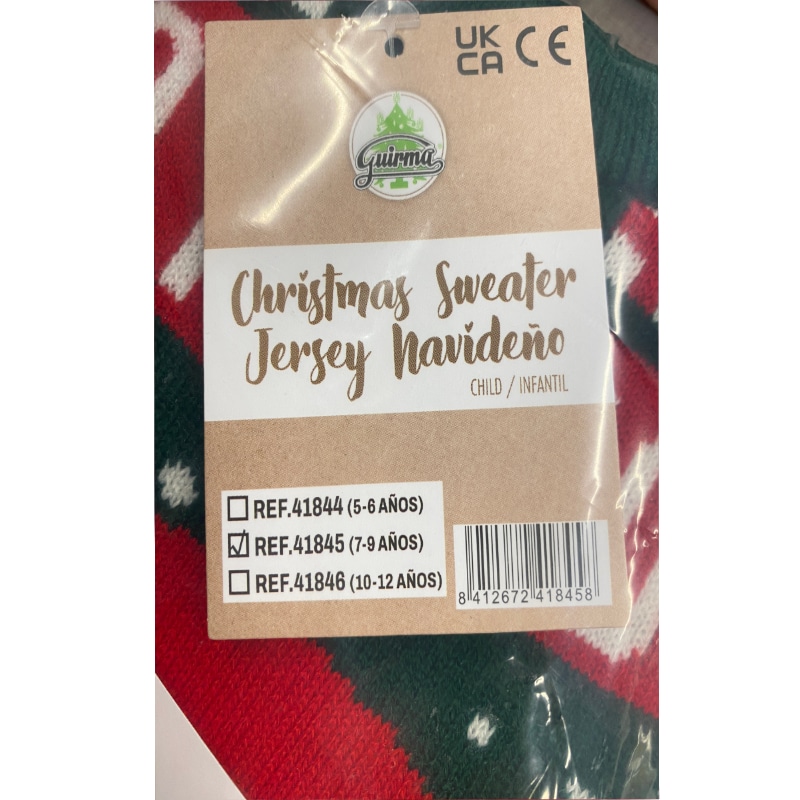 UK
CA CE
Guirma
Christmas Sweater
Jersey Navideño
CHILD / INFANTIL
REF.41844 (5-6 AÑOS)
REF.41845 (7-9 AÑOS)
REF.41846 (10-12 AÑOS)
8 412672 418458